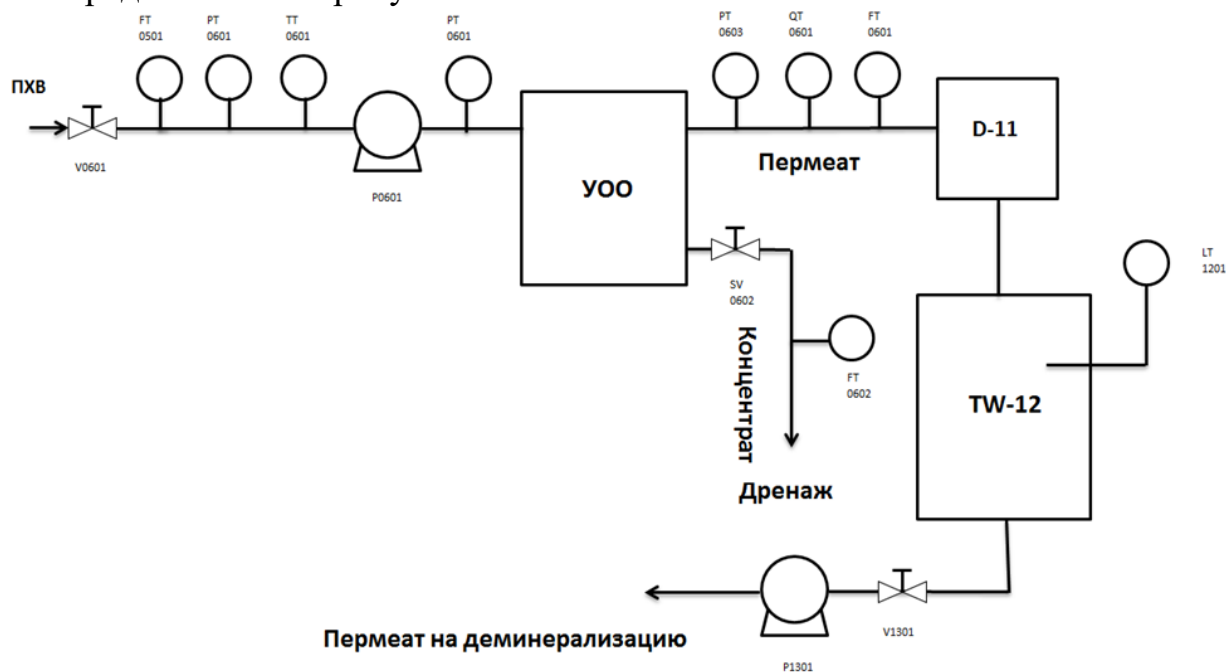 FT
0501
PT
0601
TT
0601
PT
0601
PT
0603
QT
0601
FT
0601
ПХВ
V0601
P0601
УОО
Пермеат
D-11
SV
0602
Концентрат
FT
0602
Дренаж
LT
1201
TW-12
V1301
P1301
Пермеат на деминерализацию